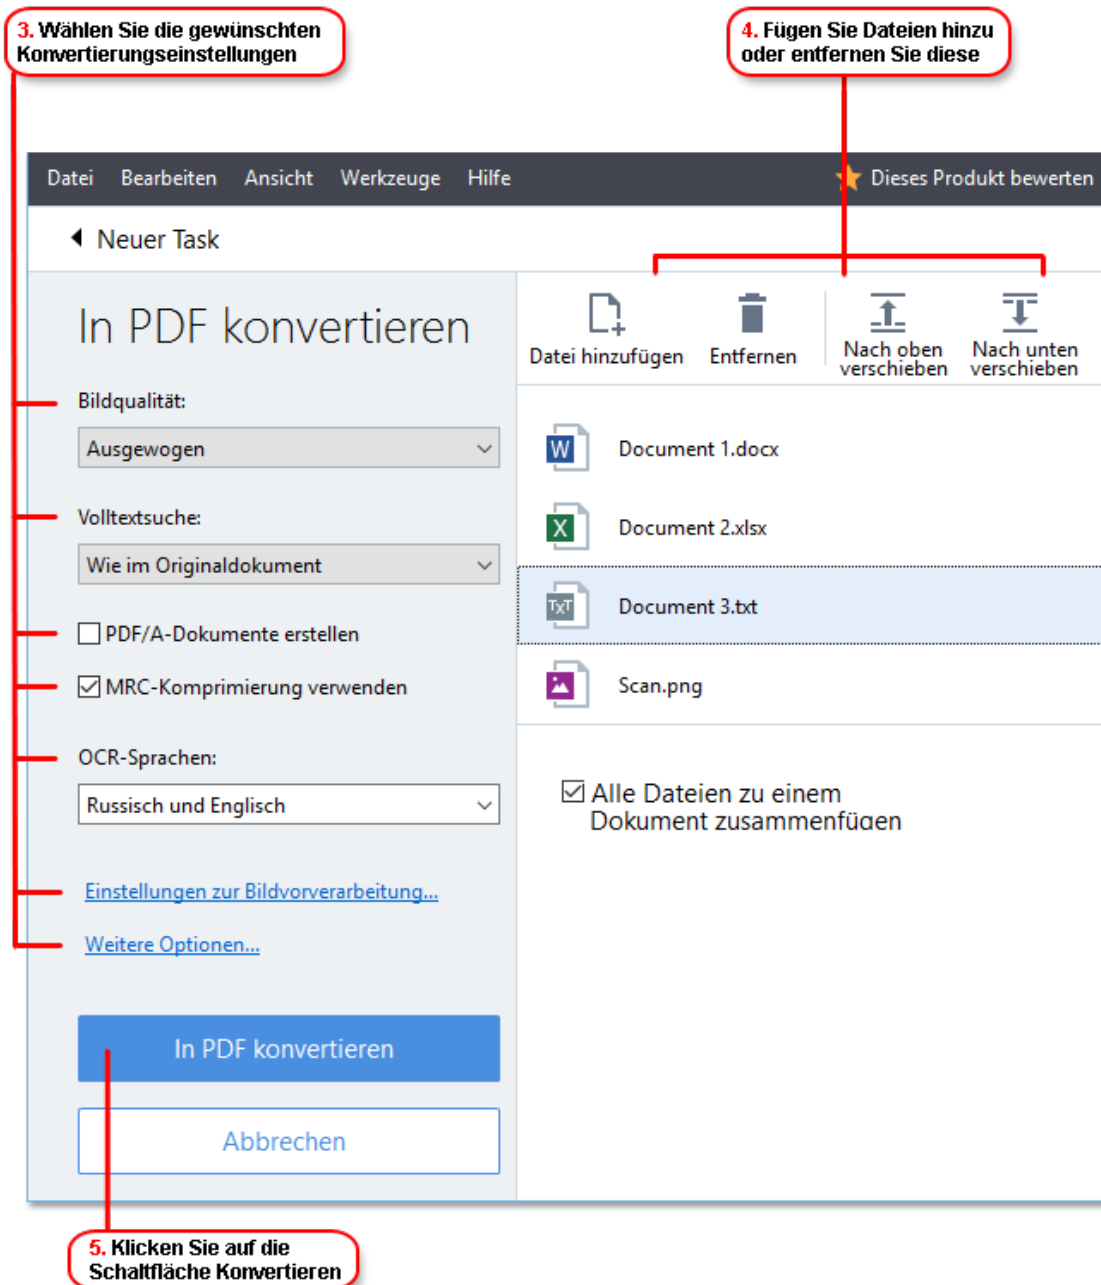 3. Wählen Sie die gewünschten
Konvertierungseinstellungen
4. Fügen Sie Dateien hinzu
oder entfernen Sie diese
Datei Bearbeiten Ansicht Werkzeuge Hilfe
Dieses Produkt bewerten
Neuer Task
In PDF konvertieren
Bildqualität:
Ausgewogen
Volltextsuche:
Wie im Originaldokument
PDF/A-Dokumente erstellen
MRC-Komprimierung verwenden
OCR-Sprachen:
Russisch und Englisch
Einstellungen zur Bildvorverarbeitung...
Weitere Optionen...
In PDF konvertieren
Abbrechen
Datei hinzufügen
Entfernen
Nach oben
verschieben
Nach unten
verschieben
W
Document 1.docx
X
Document 2.xlsx
TXT
Document 3.txt
Scan.png
Alle Dateien zu einem
Dokument zusammenfügen
5. Klicken Sie auf die
Schaltfläche Konvertieren